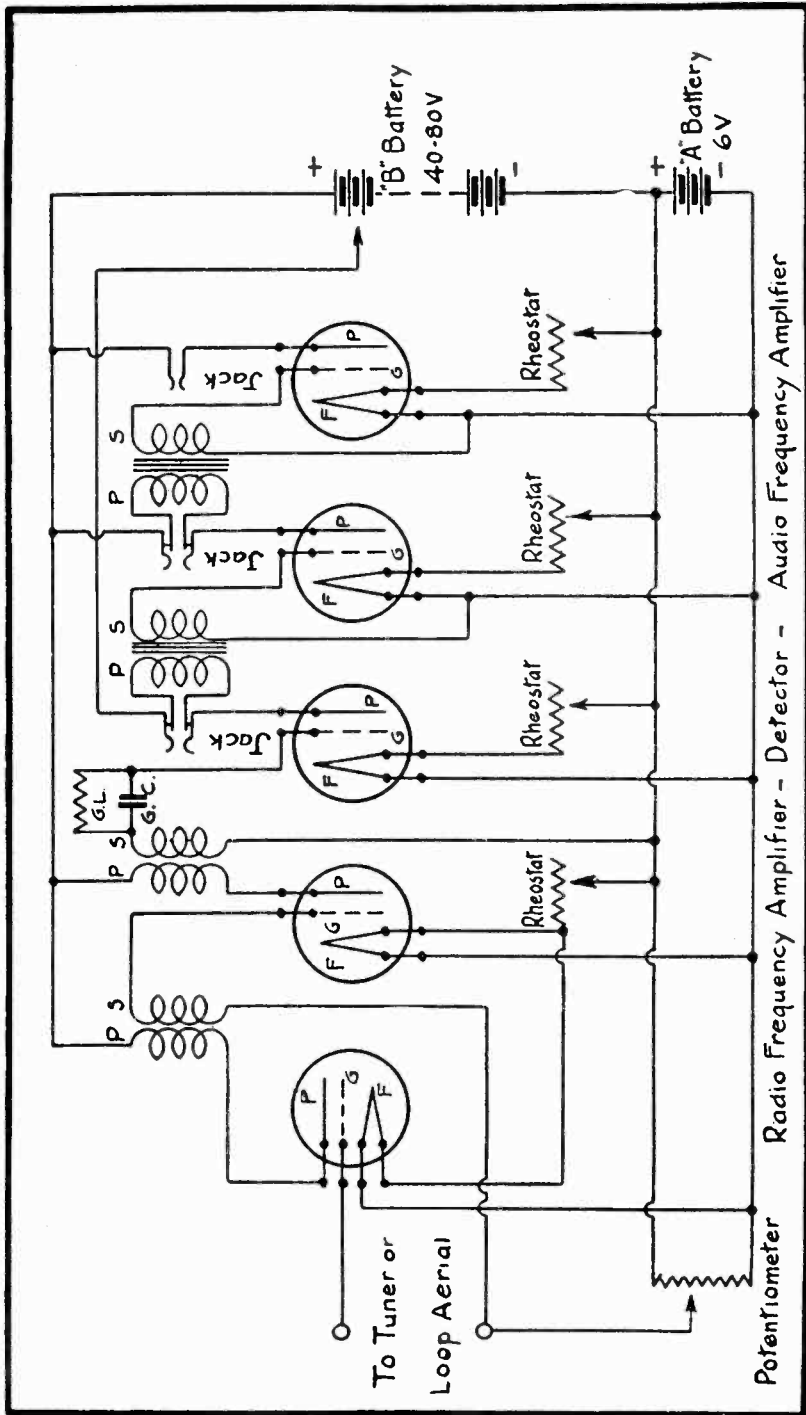 P S
P S
G.L.
G. C.
P S
P S
Jack
Jack
Jack
+
"B" Battery
40-80V
-
P
G
F
F G P
F G P
F G P
F G P
To Tuner or
Loop Aerial
Rheostat
Rheostat
Rheostat
Rheostat
+
"A" Battery
- 6V
Potentiometer
Radio Frequency Amplifier - Detector - Audio Frequency Amplifier